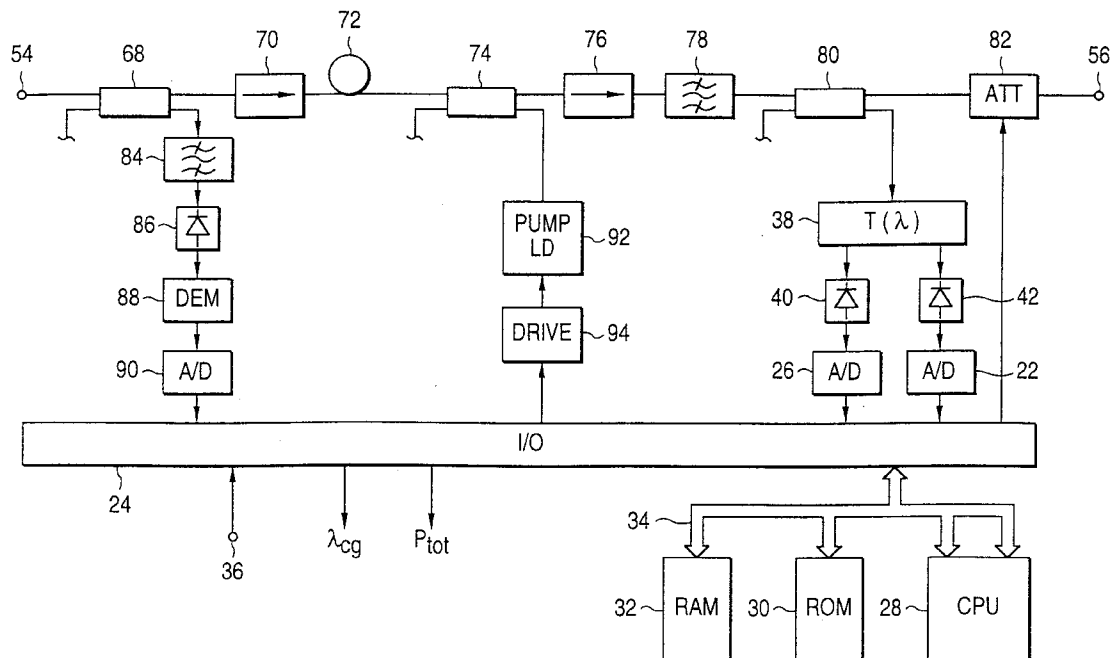 54
68
70
72
74
76
78
80
82
56
ATT
84
86
88
DEM
90
A/D
PUMP
LD
92
DRIVE
94
38
T(λ)
40
42
26
A/D
A/D
22
I/O
24
36
λcg
Ptot
34
32
RAM
30
ROM
28
CPU